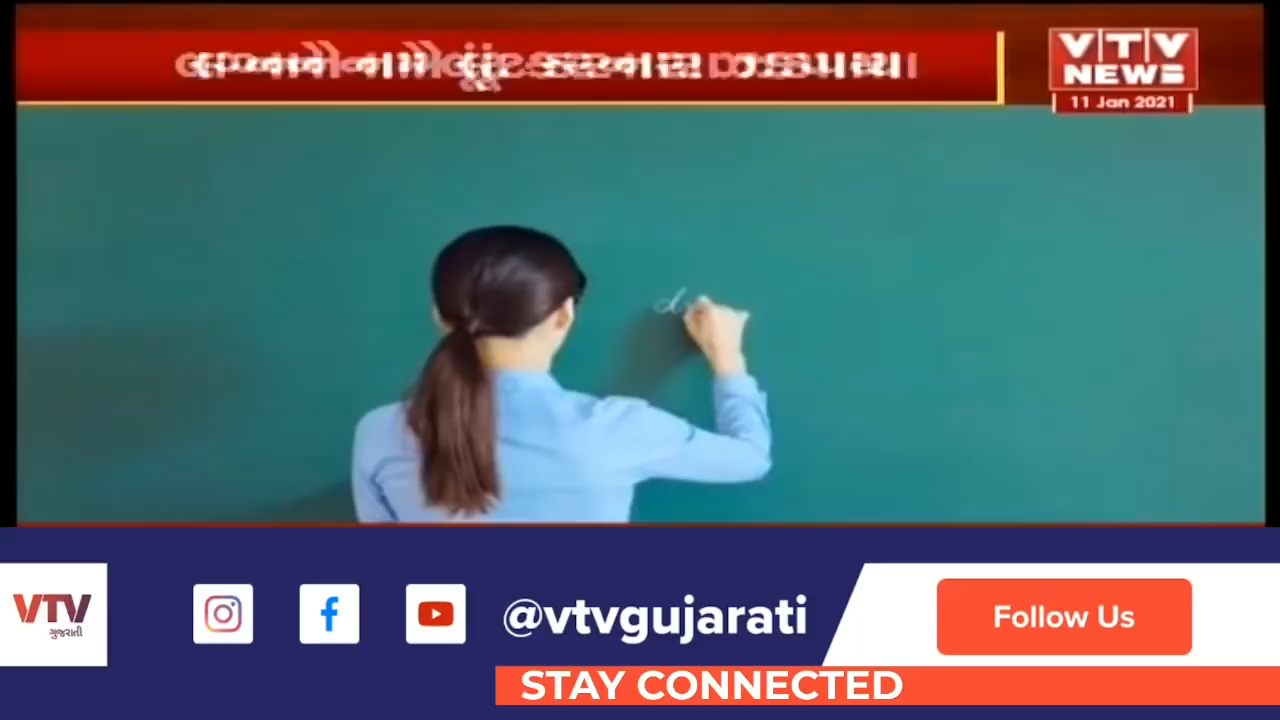 VTV
NEWS
11 Jan 2021
d
VTV
ગુજરાતી
@vtvgujarati
Follow Us
STAY CONNECTED